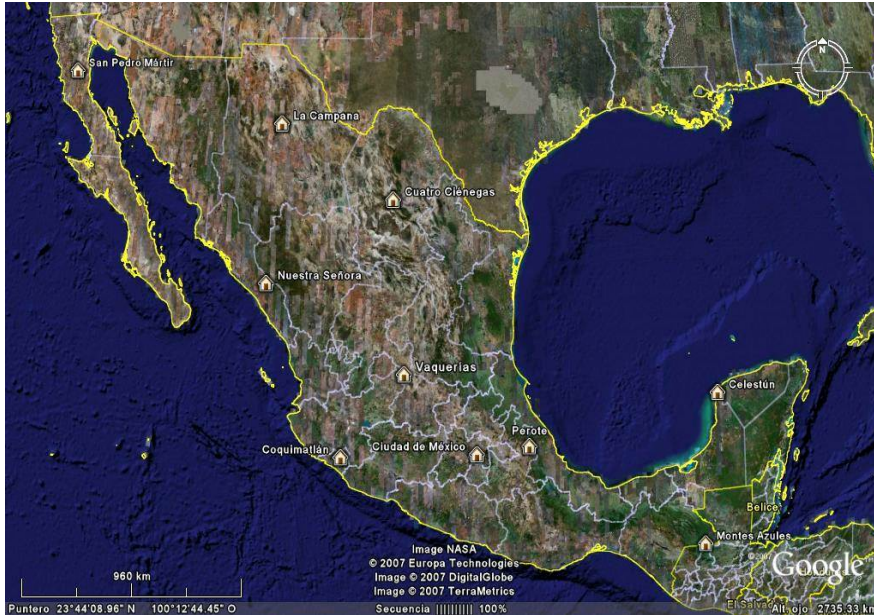 San Pedro Mártir
La Campana
Cuatro Ciénegas
Nuestra Señora
Vaquerías
Celestún
Perote
Coquimatlán
Ciudad de México
Belice
Montes Azules
El Salvador
N
960 km
Image NASA
© 2007 Europa Technologies
Image © 2007 DigitalGlobe
Image © 2007 TerraMetrics
©2007 Google
Puntero 23°44'08.96" N 100°12'44.45" O Secuencia |||||||||| 100% Alt. ojo 2735.33 km